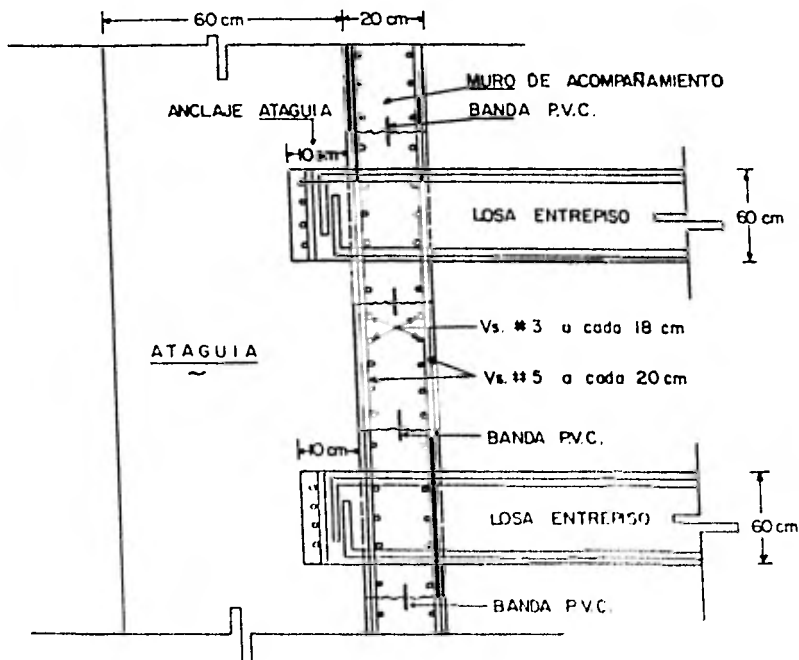 60 cm 20 cm
MURO DE ACOMPAÑAMIENTO
ANCLAJE ATAGUIA BANDA P.V.C.
10 cm
LOSA ENTREPISO
60 cm
Vs. # 3 a cada 18 cm
ATAGUIA
Vs. # 5 a cada 20 cm
BANDA P.V.C.
10 cm
LOSA ENTREPISO
60 cm
BANDA P.V.C.